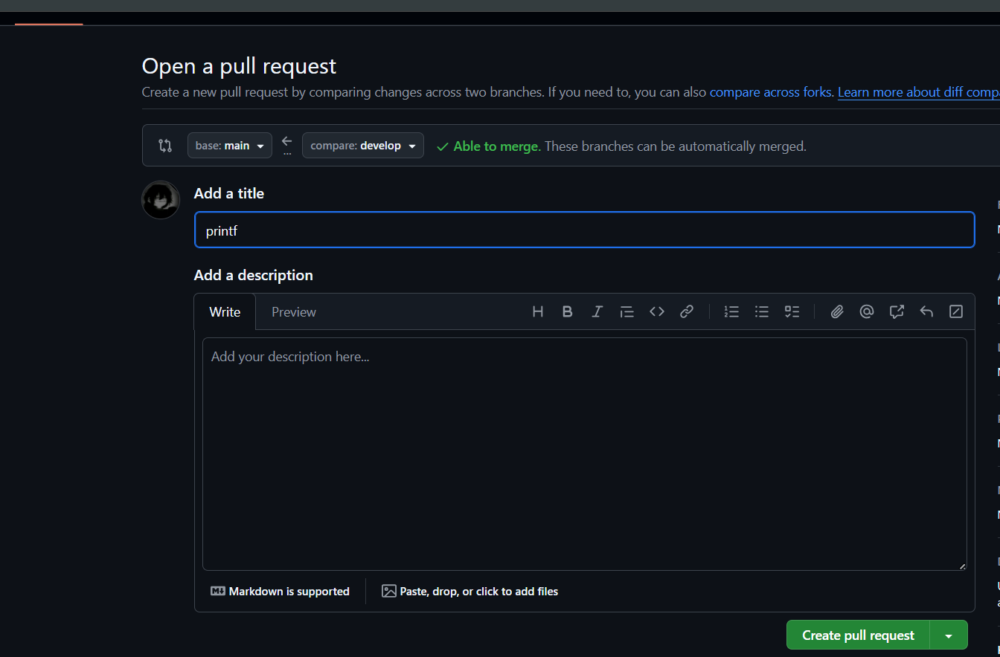 Open a pull request
Create a new pull request by comparing changes across two branches. If you need to, you can also compare across forks. Learn more about diff
base: main
compare: develop
Able to merge. These branches can be automatically merged.
Add a title
printf
Add a description
Write
Preview
Add your description here...
Markdown is supported
Paste, drop, or click to add files
Create pull request